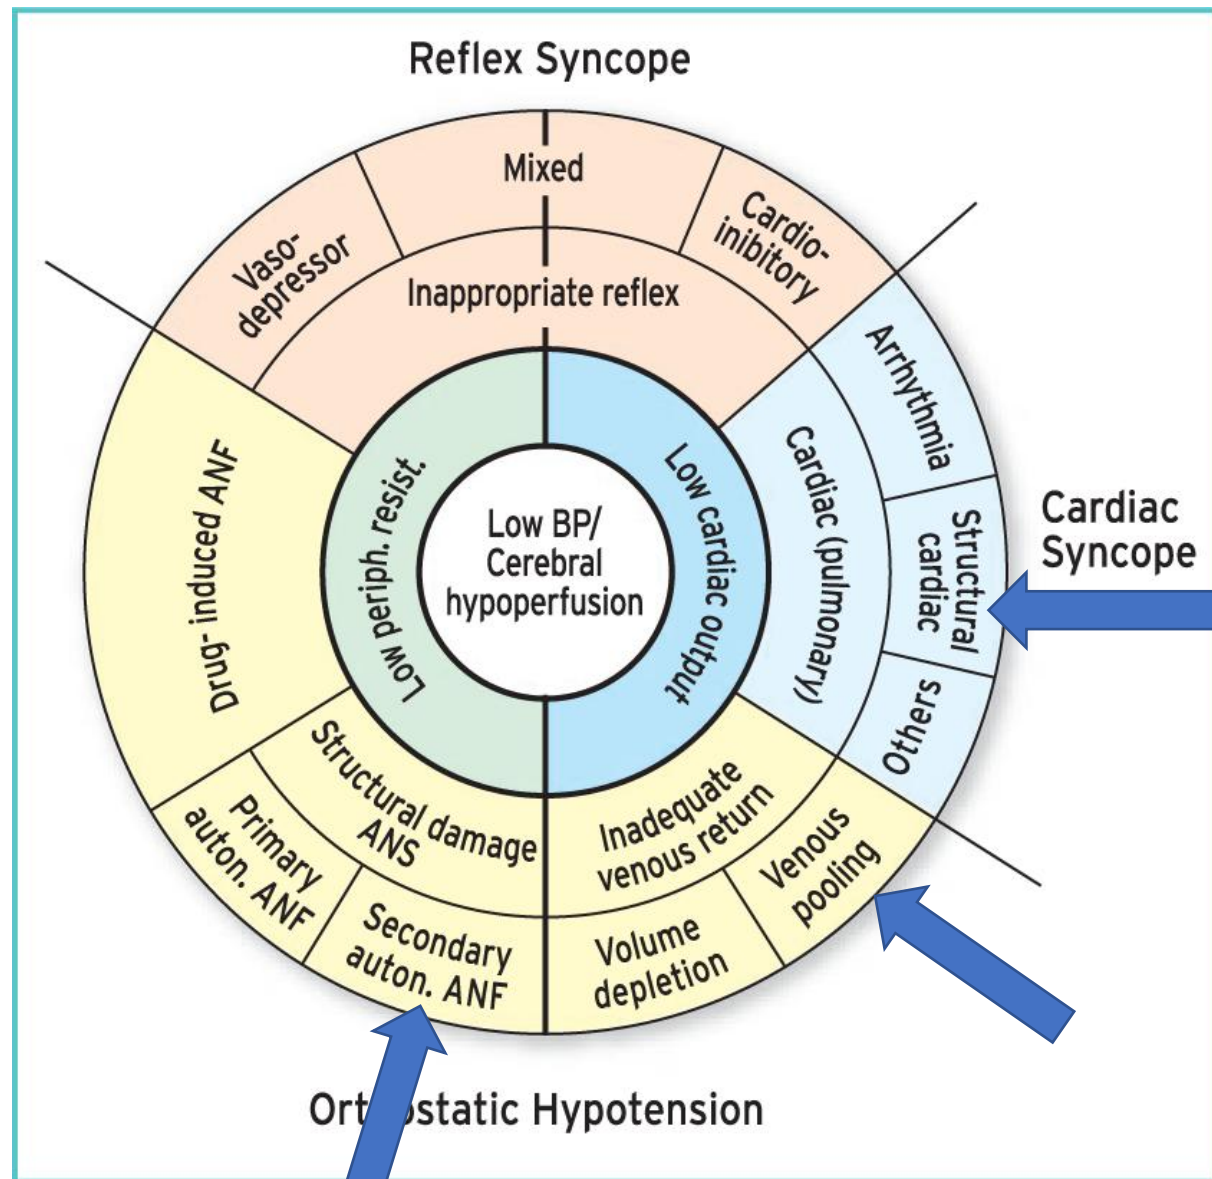 Reflex Syncope
Mixed
Vaso-
depressor
Cardio-
inibitory
Inappropriate reflex
Arrhythmia
Structural
cardiac
Others
Cardiac (pulmonary)
Cardiac
Syncope
Low periph. resist.
Low cardiac output
Low BP/
Cerebral
hypoperfusion
Drug- induced ANF
Structural damage
ANS
Primary
auton. ANF
Secondary
auton. ANF
Inadequate
venous return
Volume
depletion
Venous
pooling
Hypotension